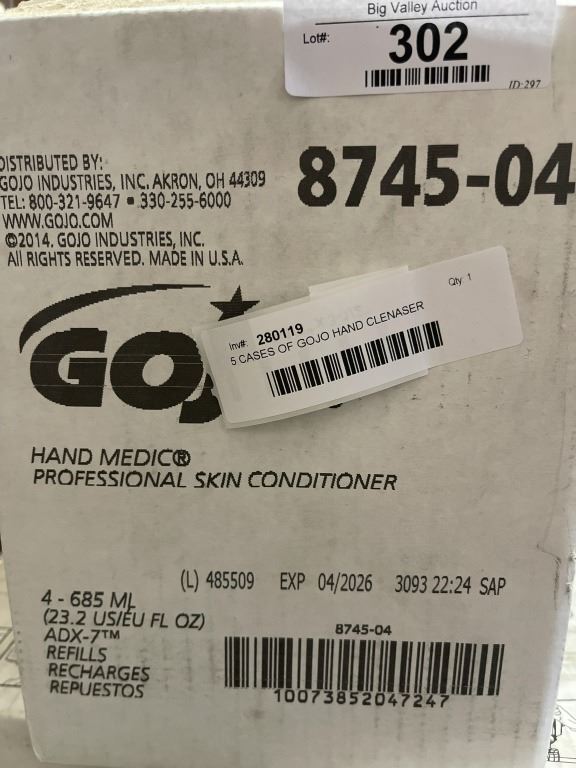 Big Valley Auction
Lot#: 302
ID:297
DISTRIBUTED BY:
GOJO INDUSTRIES, INC. AKRON, OH 44309
TEL: 800-321-9647 • 330-255-6000
WWW.GOJO.COM
©2014. GOJO INDUSTRIES, INC.
All RIGHTS RESERVED. MADE IN U.S.A.
8745-04
Qty: 1
Inv#: 280119
5 CASES OF GOJO HAND CLENASER
GOJ
HAND MEDIC®
PROFESSIONAL SKIN CONDITIONER
(L) 485509 EXP 04/2026 3093 22:24 SAP
4 - 685 ML
(23.2 US/EU FL OZ)
ADX-7™
REFILLS
RECHARGES
REPUESTOS
8745-04
10073852047247